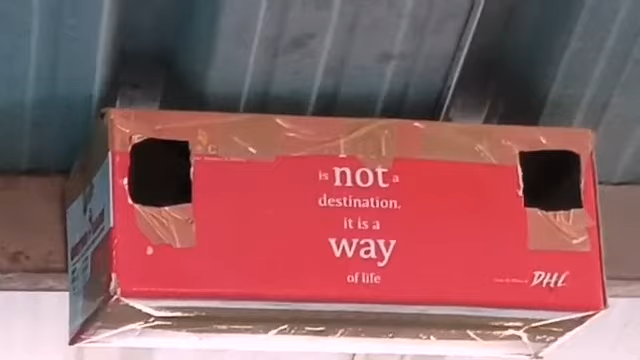 is not a
destination.
it is a
way
of life
DHL